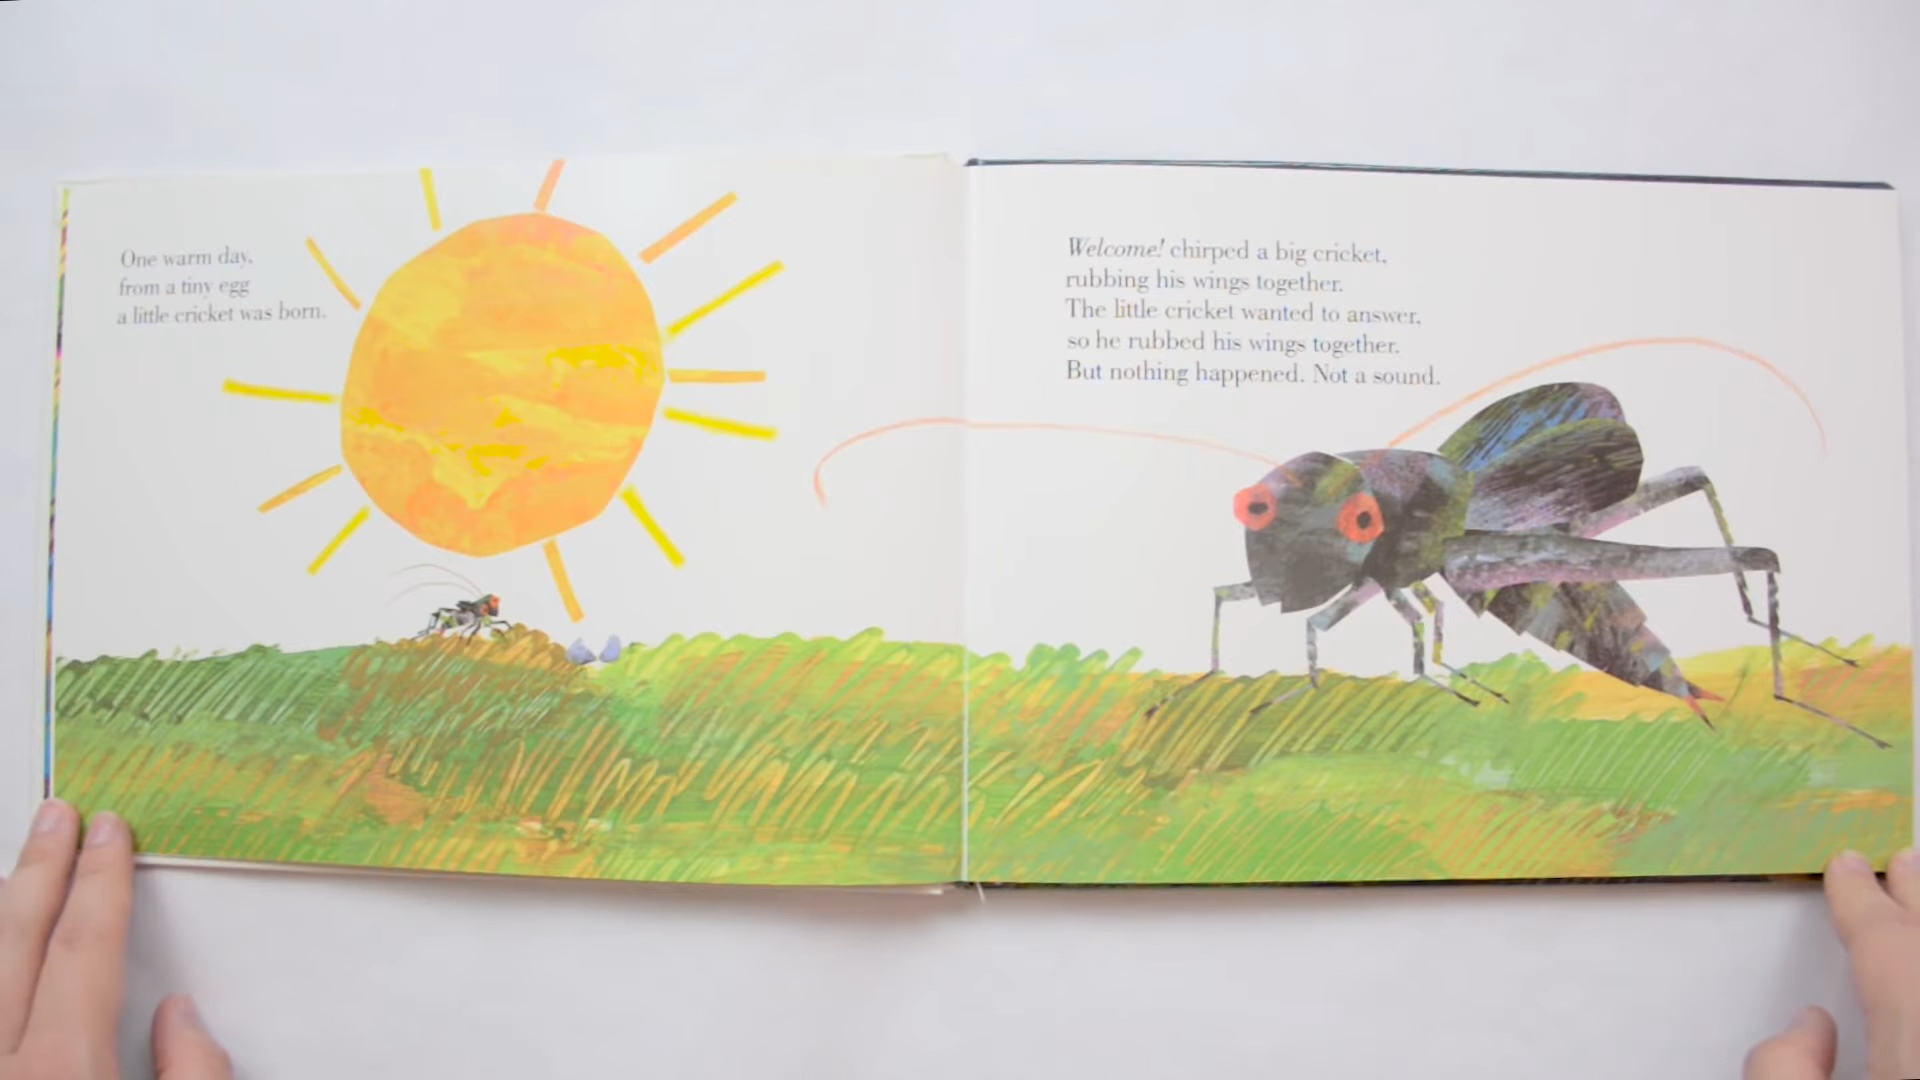 One warm day,
from a tiny egg
a little cricket was born.
Welcome! chirped a big cricket,
rubbing his wings together.
The little cricket wanted to answer,
so he rubbed his wings together.
But nothing happened. Not a sound.